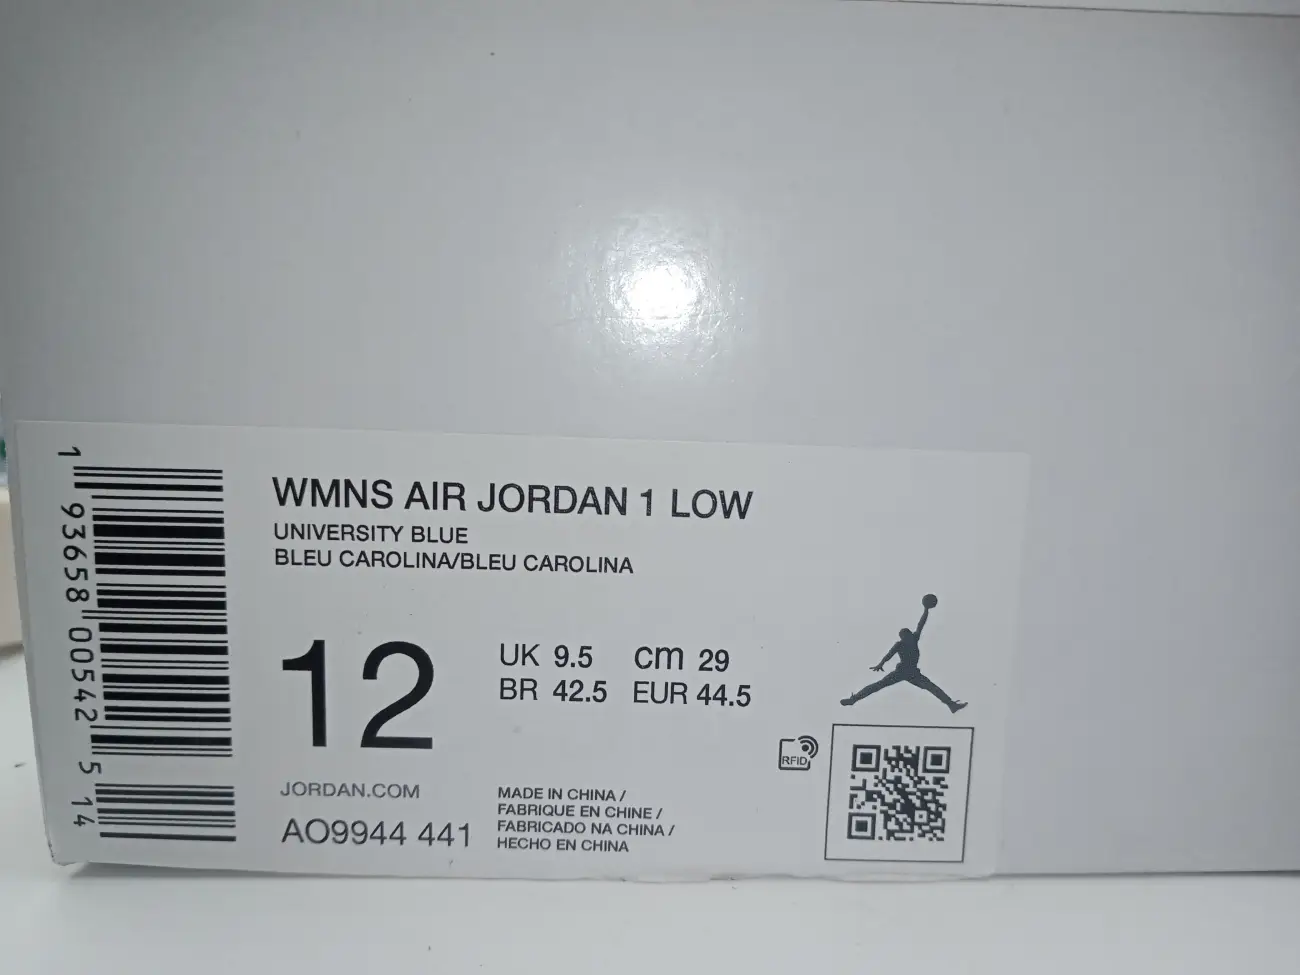 WMNS AIR JORDAN 1 LOW
UNIVERSITY BLUE
BLEU CAROLINA/BLEU CAROLINA
12
UK 9.5 cm 29
BR 42.5 EUR 44.5
RFID
JORDAN.COM
AO9944 441
MADE IN CHINA /
FABRIQUE EN CHINE /
FABRICADO NA CHINA /
HECHO EN CHINA
1 93658 00542 5 14